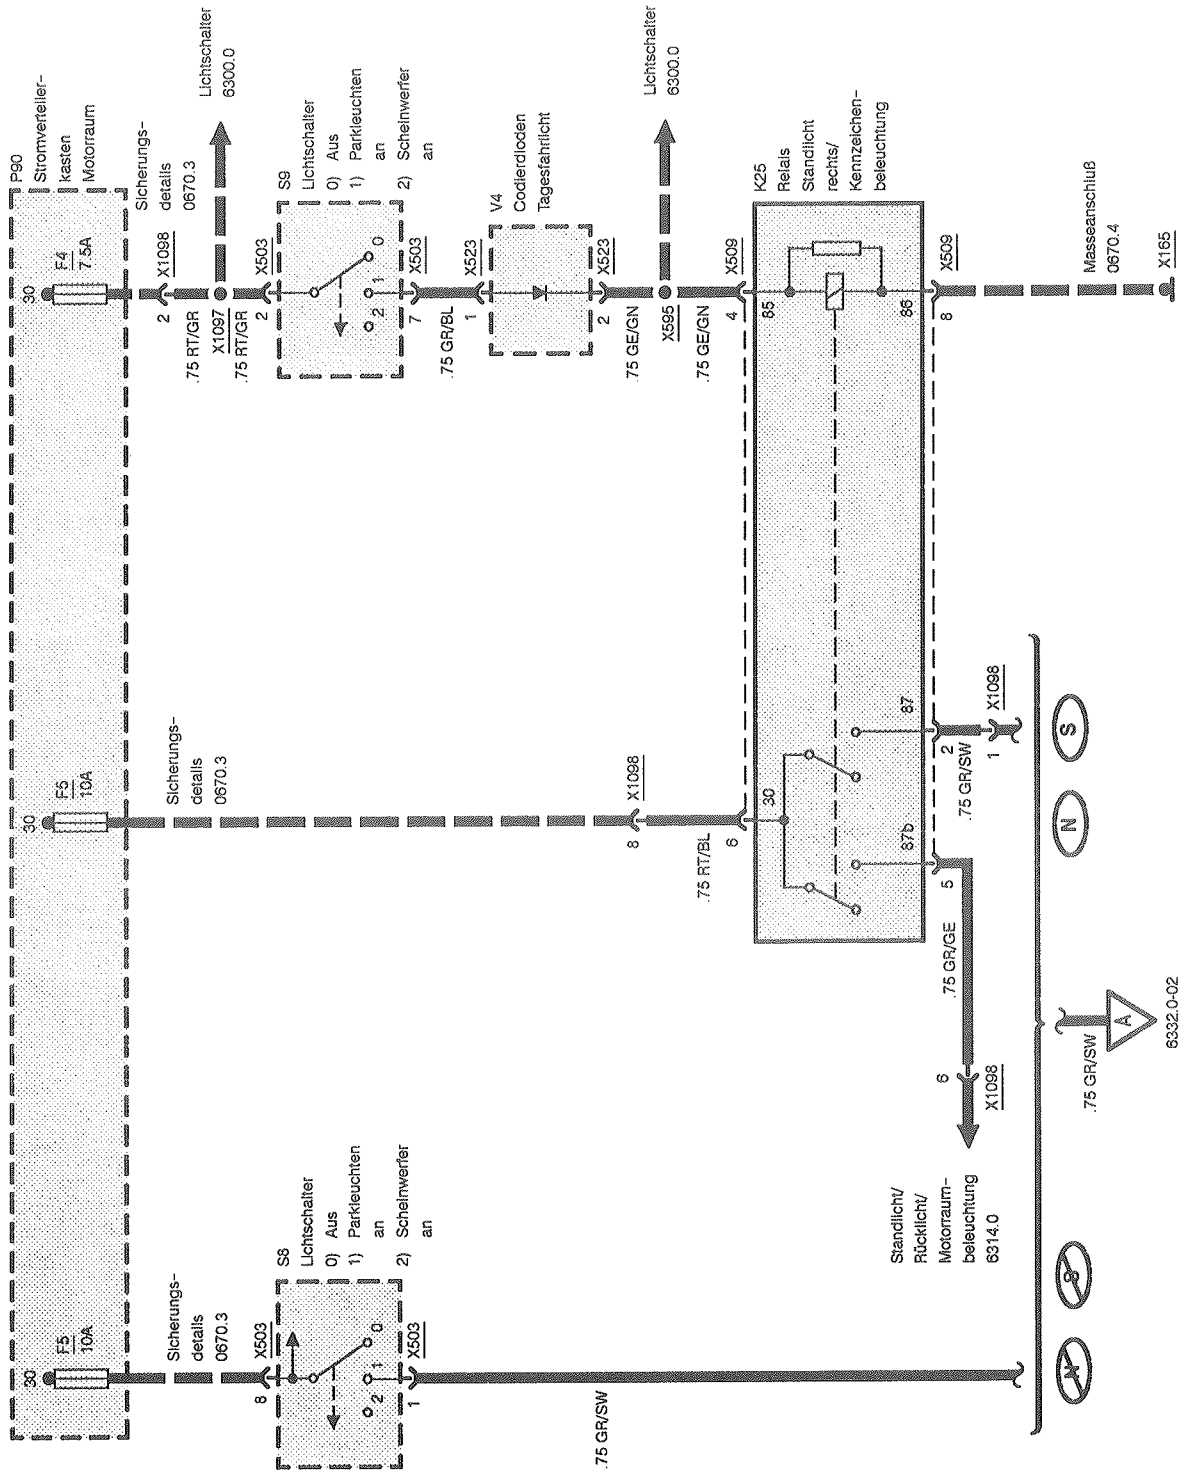 P90
Stromverteiler-
kasten
Motorraum
30
F5
10A
30
F5
10A
30
F4
7.5A
Sicherungs-
details
0670.3
Sicherungs-
details
0670.3
Sicherungs-
details
0670.3
2
X1098
.75 RT/GR
X1097
.75 RT/GR
Lichtschalter
6300.0
8
X503
2
X503
S8
Lichtschalter
0) Aus
1) Parkleuchten
an
2) Scheinwerfer
an
0
1
2
S9
Lichtschalter
0) Aus
1) Parkleuchten
an
2) Scheinwerfer
an
0
1
2
1
X503
7
X503
.75 GR/BL
1
X523
V4
Codierdioden
Tagesfahrlicht
2
X523
.75 GE/GN
X595
.75 GE/GN
Lichtschalter
6300.0
.75 GR/SW
8
X1098
.75 RT/BL
6
4
X509
K25
Relais
Standlicht
rechts/
Kennzeichen-
beleuchtung
30
85
87b
87
86
5
2
8
X509
.75 GR/GE
.75 GR/SW
6
X1098
1
X1098
Standlicht/
Rücklicht/
Motorraum-
beleuchtung
6314.0
Masseanschluß
0670.4
X165
N
S
N
S
.75 GR/SW
A
6332.0-02